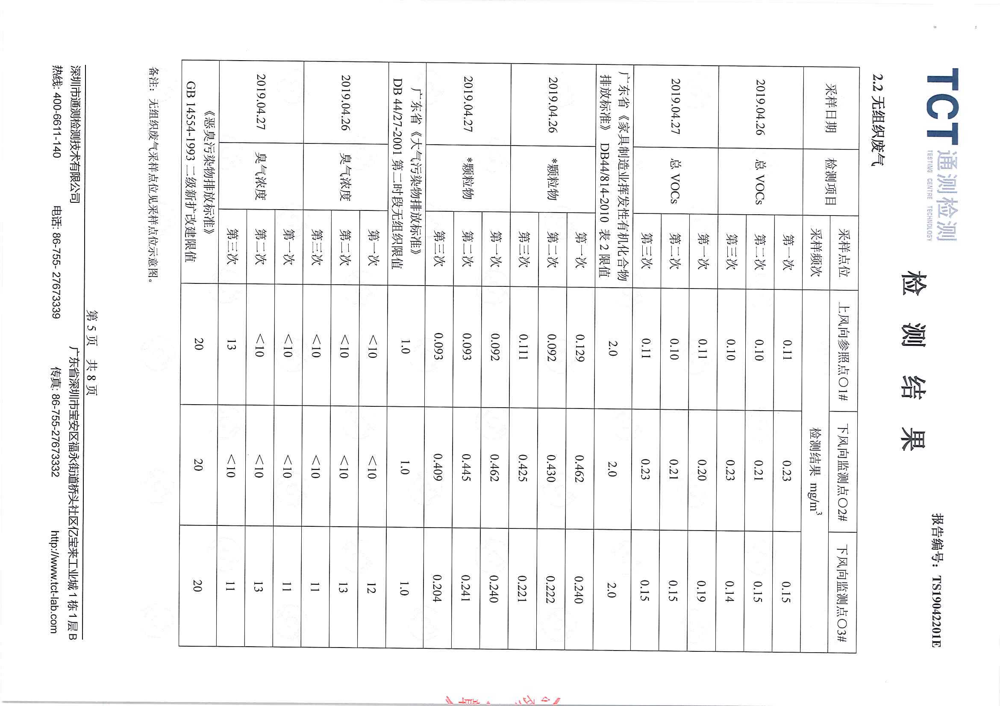 TCT 通测检测
TESTING CENTRE TECHNOLOGY
报告编号：TS19042201E
检 测 结 果
2.2 无组织废气
采样日期 检测项目 采样点位 上风向参照点○1# 下风向监测点○2# 下风向监测点○3#
采样频次 检测结果 mg/m³
2019.04.26 总 VOCs 第一次 0.11 0.23 0.15
第二次 0.10 0.21 0.15
第三次 0.10 0.23 0.14
2019.04.27 总 VOCs 第一次 0.11 0.20 0.19
第二次 0.10 0.21 0.15
第三次 0.11 0.23 0.15
广东省《家具制造业挥发性有机化合物
排放标准》 DB44/814-2010 表 2 限值 2.0 2.0 2.0
2019.04.26 *颗粒物 第一次 0.129 0.462 0.240
第二次 0.092 0.430 0.222
第三次 0.111 0.425 0.221
2019.04.27 *颗粒物 第一次 0.092 0.462 0.240
第二次 0.093 0.445 0.241
第三次 0.093 0.409 0.204
广东省《大气污染物排放标准》
DB 44/27-2001 第二时段无组织限值 1.0 1.0 1.0
2019.04.26 臭气浓度 第一次 <10 <10 12
第二次 <10 <10 13
第三次 <10 <10 11
2019.04.27 臭气浓度 第一次 <10 <10 11
第二次 <10 <10 13
第三次 13 <10 11
《恶臭污染物排放标准》
GB 14554-1993 二级新扩改建限值 20 20 20
备注：无组织废气采样点位见采样点位示意图。
第 5 页 共 8 页
深圳市通测检测技术有限公司 广东省深圳市宝安区福永街道桥头社区亿宝来工业城 1 栋 1 层 B
热线: 400-6611-140 电话: 86-755- 27673339 传真: 86-755-27673332 http://www.tct-lab.com